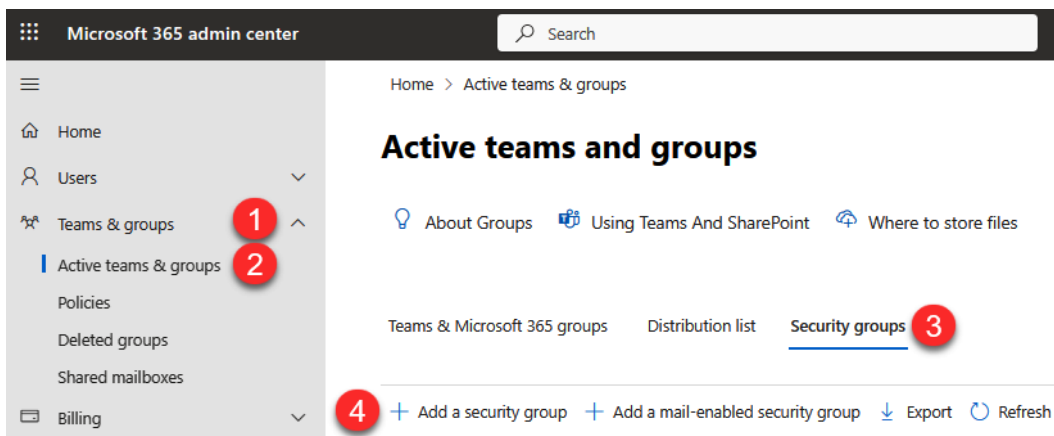 Microsoft 365 admin center
Search
Home
Users
Teams & groups 1
Active teams & groups 2
Policies
Deleted groups
Shared mailboxes
Billing
Home > Active teams & groups
Active teams and groups
About Groups Using Teams And SharePoint Where to store files
Teams & Microsoft 365 groups Distribution list Security groups 3
4 + Add a security group + Add a mail-enabled security group Export Refresh